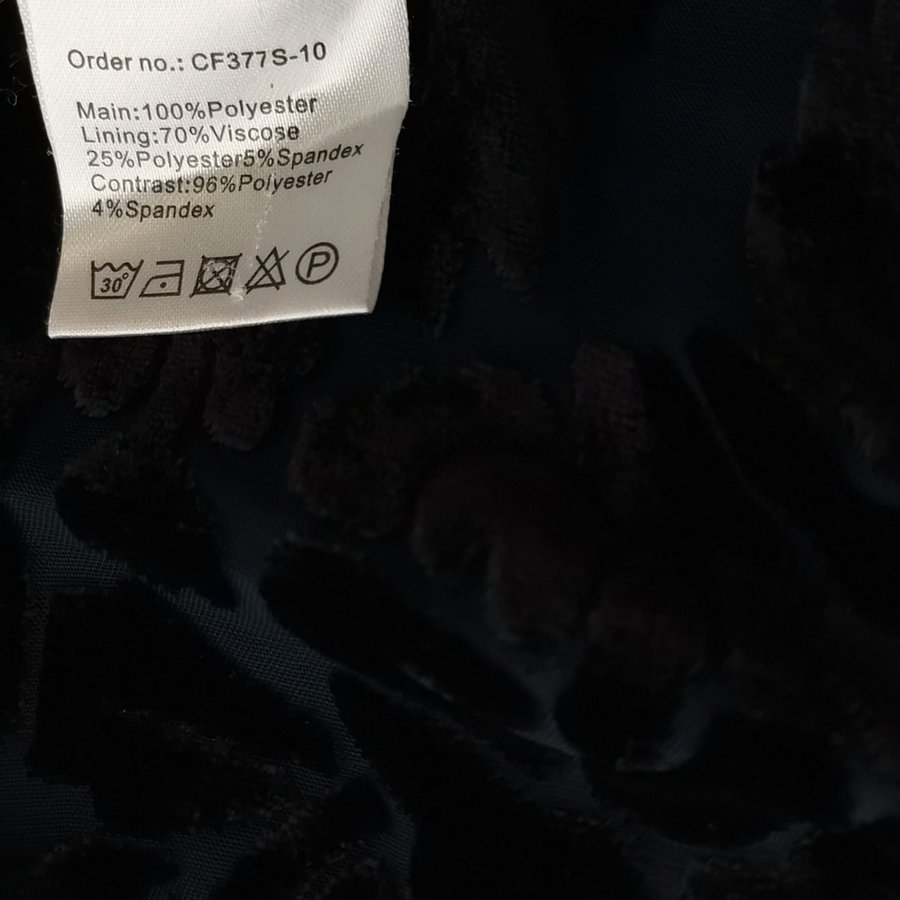 Order no.: CF377S-10
Main:100%Polyester
Lining:70%Viscose
25%Polyester5%Spandex
Contrast:96%Polyester
4%Spandex
30° P